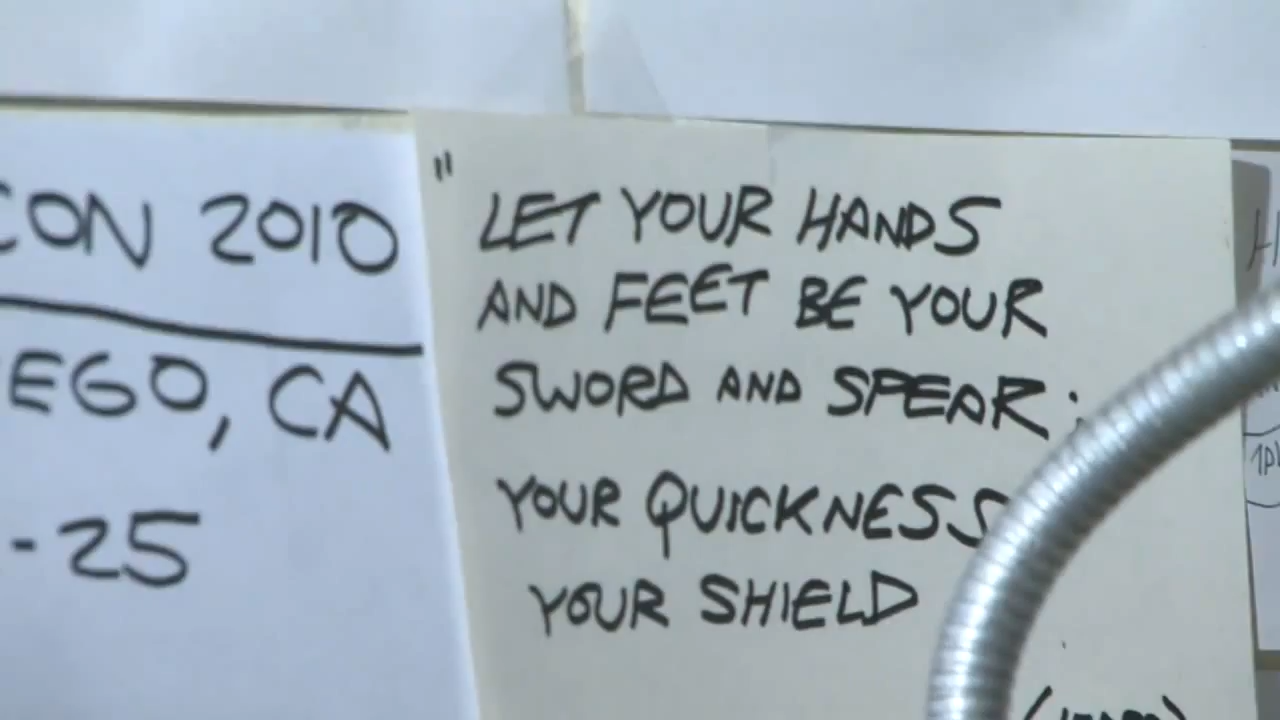 CON 2010
EGO, CA
-25
" LET YOUR HANDS
AND FEET BE YOUR
SWORD AND SPEAR;
YOUR QUICKNESS
YOUR SHIELD